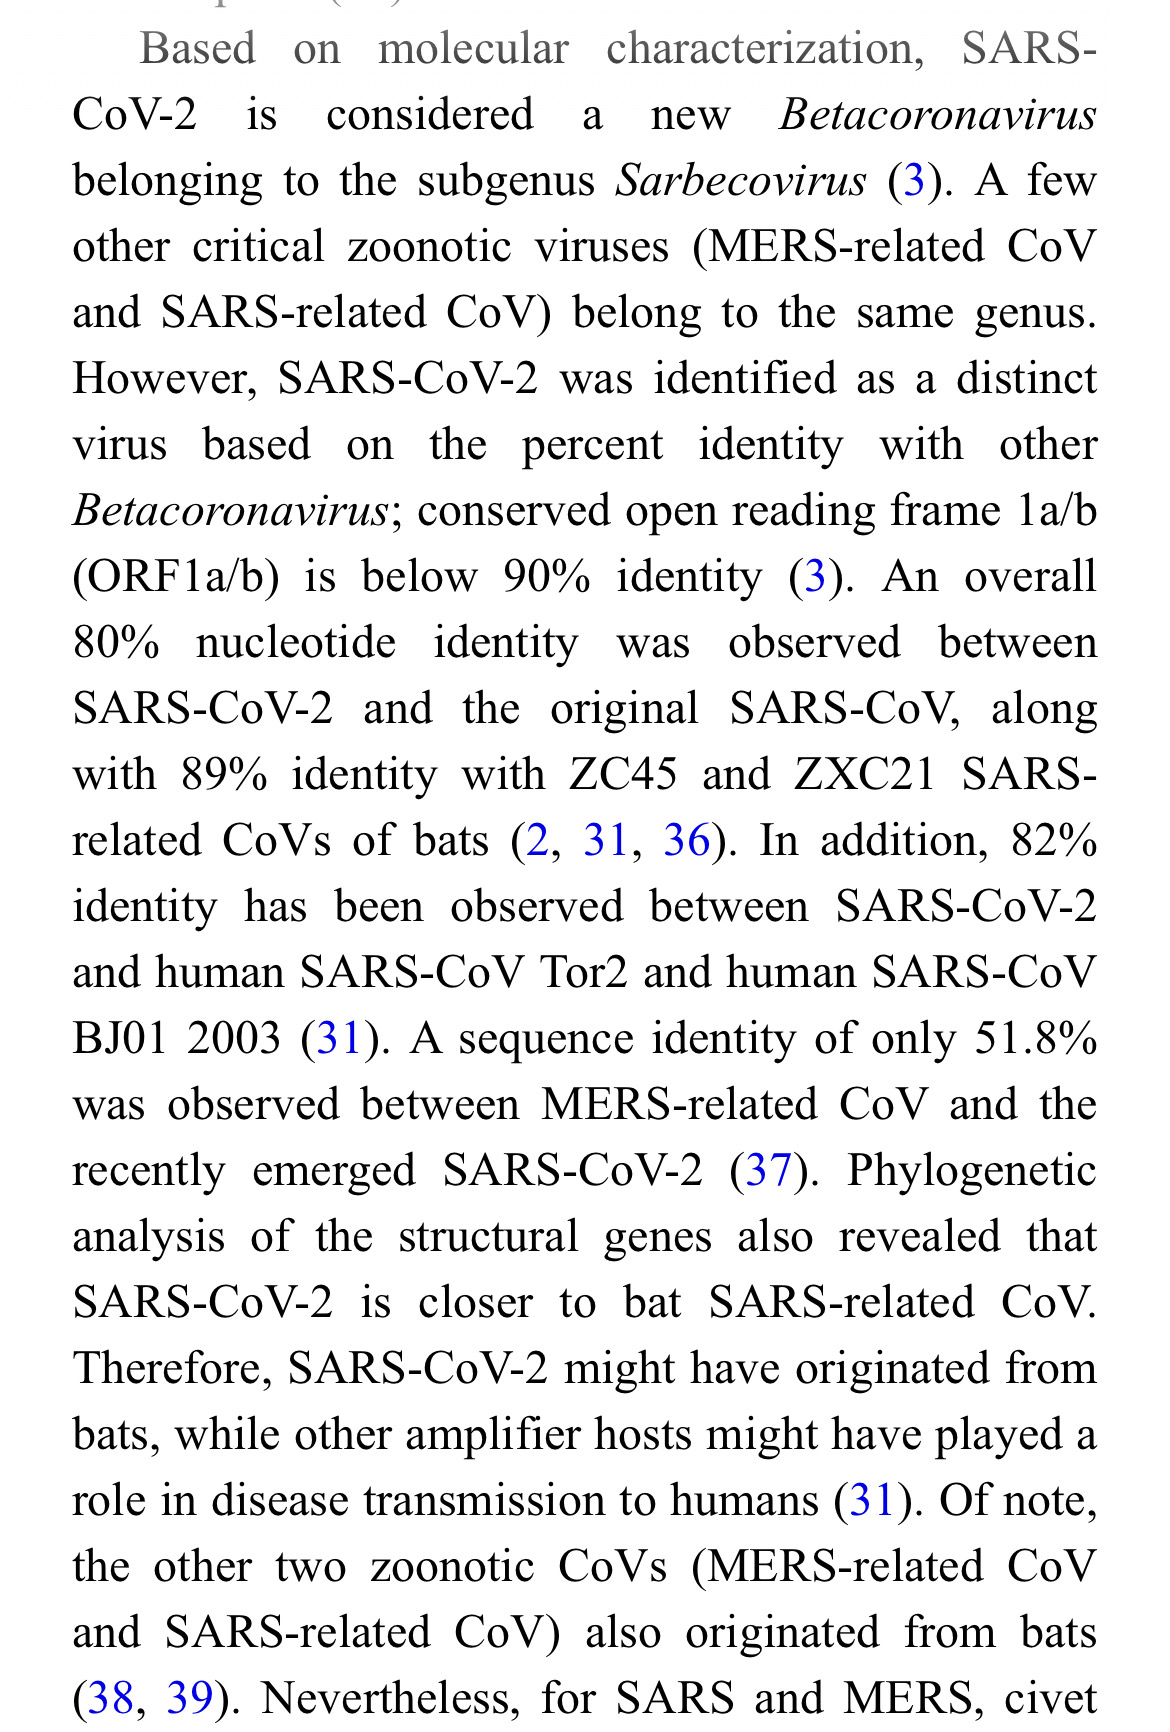 Based on molecular characterization, SARS-
CoV-2 is considered a new Betacoronavirus
belonging to the subgenus Sarbecovirus (3). A few
other critical zoonotic viruses (MERS-related CoV
and SARS-related CoV) belong to the same genus.
However, SARS-CoV-2 was identified as a distinct
virus based on the percent identity with other
Betacoronavirus; conserved open reading frame 1a/b
(ORF1a/b) is below 90% identity (3). An overall
80% nucleotide identity was observed between
SARS-CoV-2 and the original SARS-CoV, along
with 89% identity with ZC45 and ZXC21 SARS-
related CoVs of bats (2, 31, 36). In addition, 82%
identity has been observed between SARS-CoV-2
and human SARS-CoV Tor2 and human SARS-CoV
BJ01 2003 (31). A sequence identity of only 51.8%
was observed between MERS-related CoV and the
recently emerged SARS-CoV-2 (37). Phylogenetic
analysis of the structural genes also revealed that
SARS-CoV-2 is closer to bat SARS-related CoV.
Therefore, SARS-CoV-2 might have originated from
bats, while other amplifier hosts might have played a
role in disease transmission to humans (31). Of note,
the other two zoonotic CoVs (MERS-related CoV
and SARS-related CoV) also originated from bats
(38, 39). Nevertheless, for SARS and MERS, civet